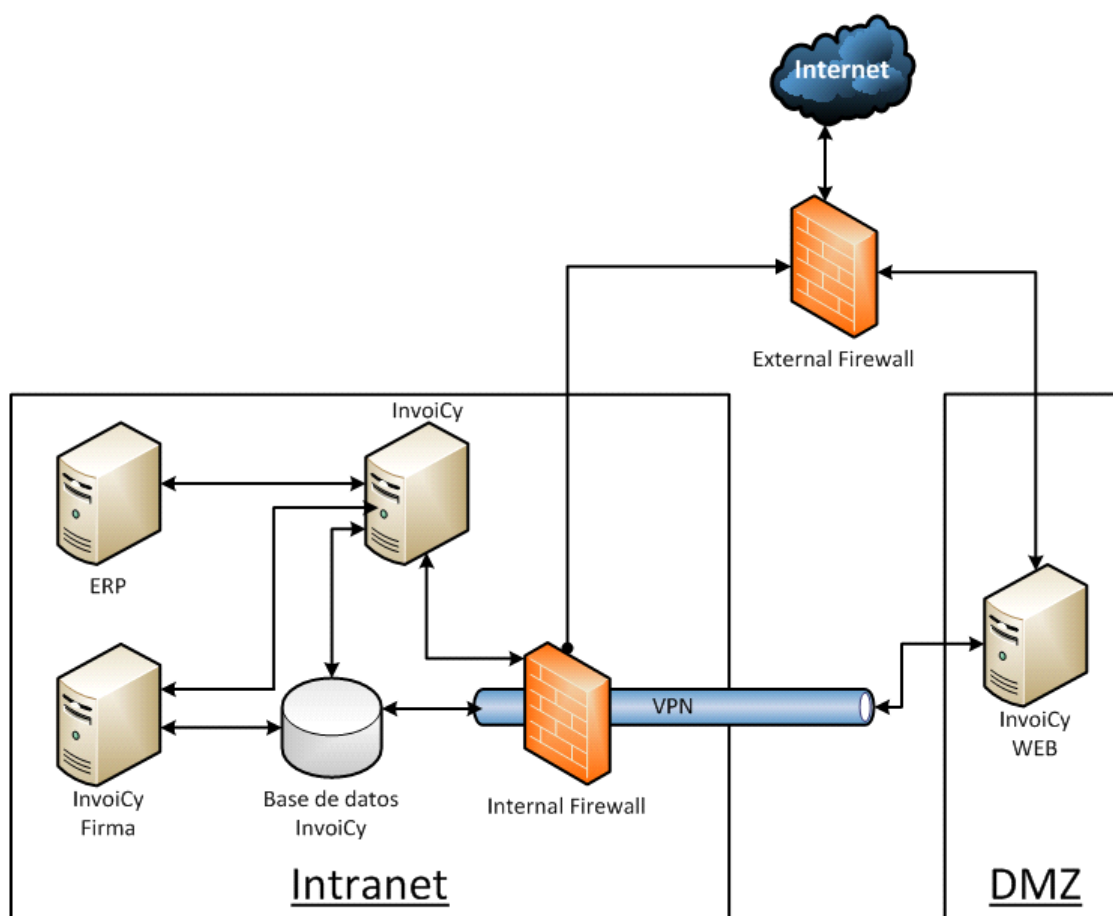 Internet
External Firewall
InvoiCy
ERP
VPN
InvoiCy
WEB
InvoiCy
Firma
Base de datos
InvoiCy
Internal Firewall
Intranet
DMZ